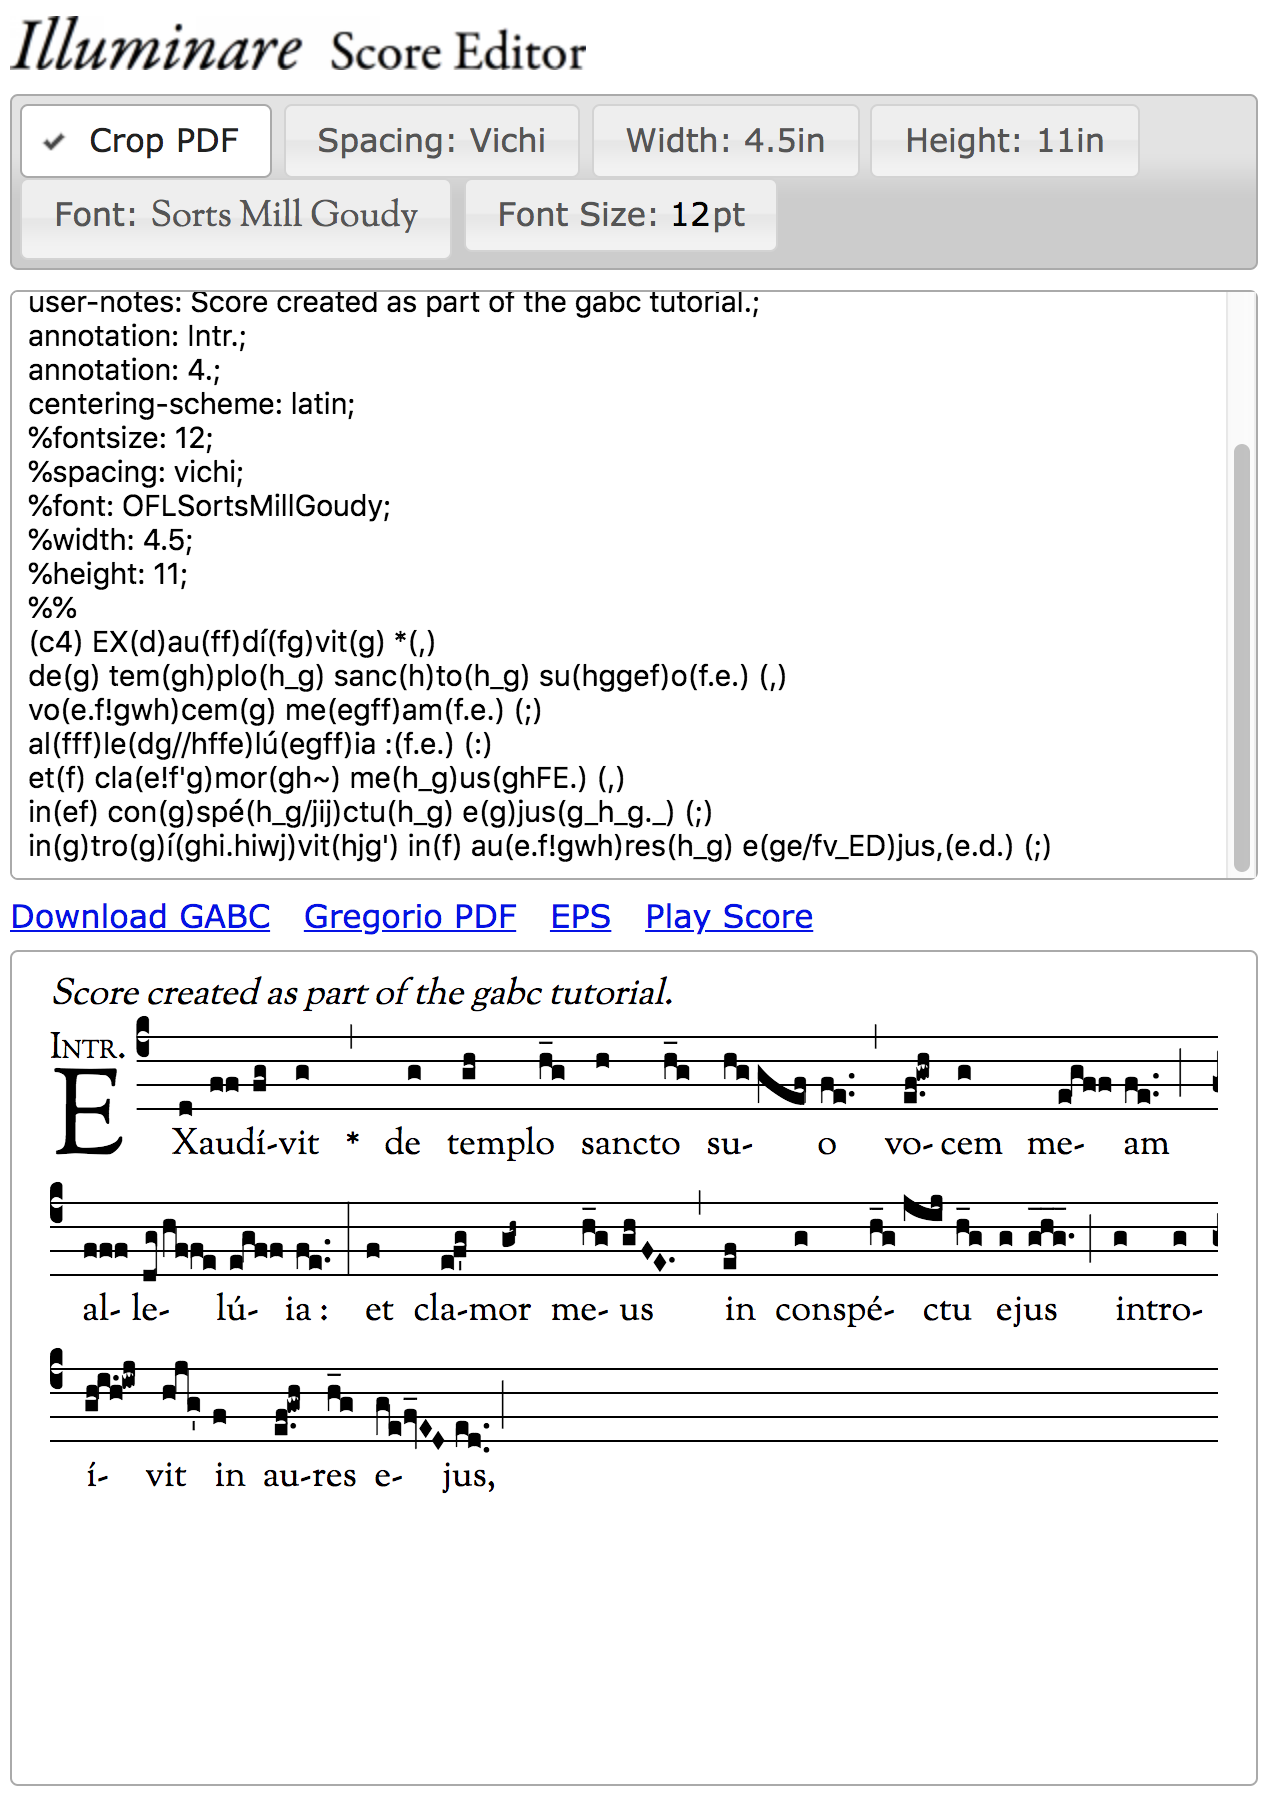 Illuminare Score Editor
Crop PDF Spacing: Vichi Width: 4.5in Height: 11in
Font: Sorts Mill Goudy Font Size: 12pt
user-notes: Score created as part of the gabc tutorial.;
annotation: Intr.;
annotation: 4.;
centering-scheme: latin;
%fontsize: 12;
%spacing: vichi;
%font: OFLSortsMillGoudy;
%width: 4.5;
%height: 11;
%%
(c4) EX(d)au(ff)dí(fg)vit(g) *(,)
de(g) tem(gh)plo(h_g) sanc(h)to(h_g) su(hggef)o(f.e.) (,)
vo(e.f!gwh)cem(g) me(egff)am(f.e.) (;)
al(fff)le(dg//hffe)lú(egff)ia :(f.e.) (:)
et(f) cla(e!f'g)mor(gh~) me(h_g)us(ghFE.) (,)
in(ef) con(g)spé(h_g/jij)ctu(h_g) e(g)jus(g_h_g._) (;)
in(g)tro(g)í(ghi.hiwj)vit(hjg') in(f) au(e.f!gwh)res(h_g) e(ge/fv_ED)jus,(e.d.) (;)
Download GABC Gregorio PDF EPS Play Score
Score created as part of the gabc tutorial.
Intr.
EXaudí-vit * de templo sancto su- o vo- cem me- am
al- le- lú- ia : et cla-mor me- us in conspé- ctu ejus intro-
í- vit in au-res e- jus,